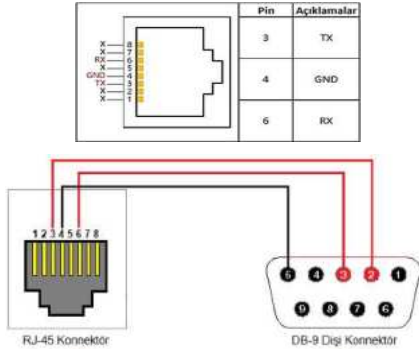 Pin Açıklamalar
X 8
X 7
RX 6
X 5
GND 4
TX 3
X 2
X 1
3 TX
4 GND
6 RX
1 2 3 4 5 6 7 8
5 4 3 2 1
9 8 7 6
RJ-45 Konnektör
DB-9 Dişi Konnektör